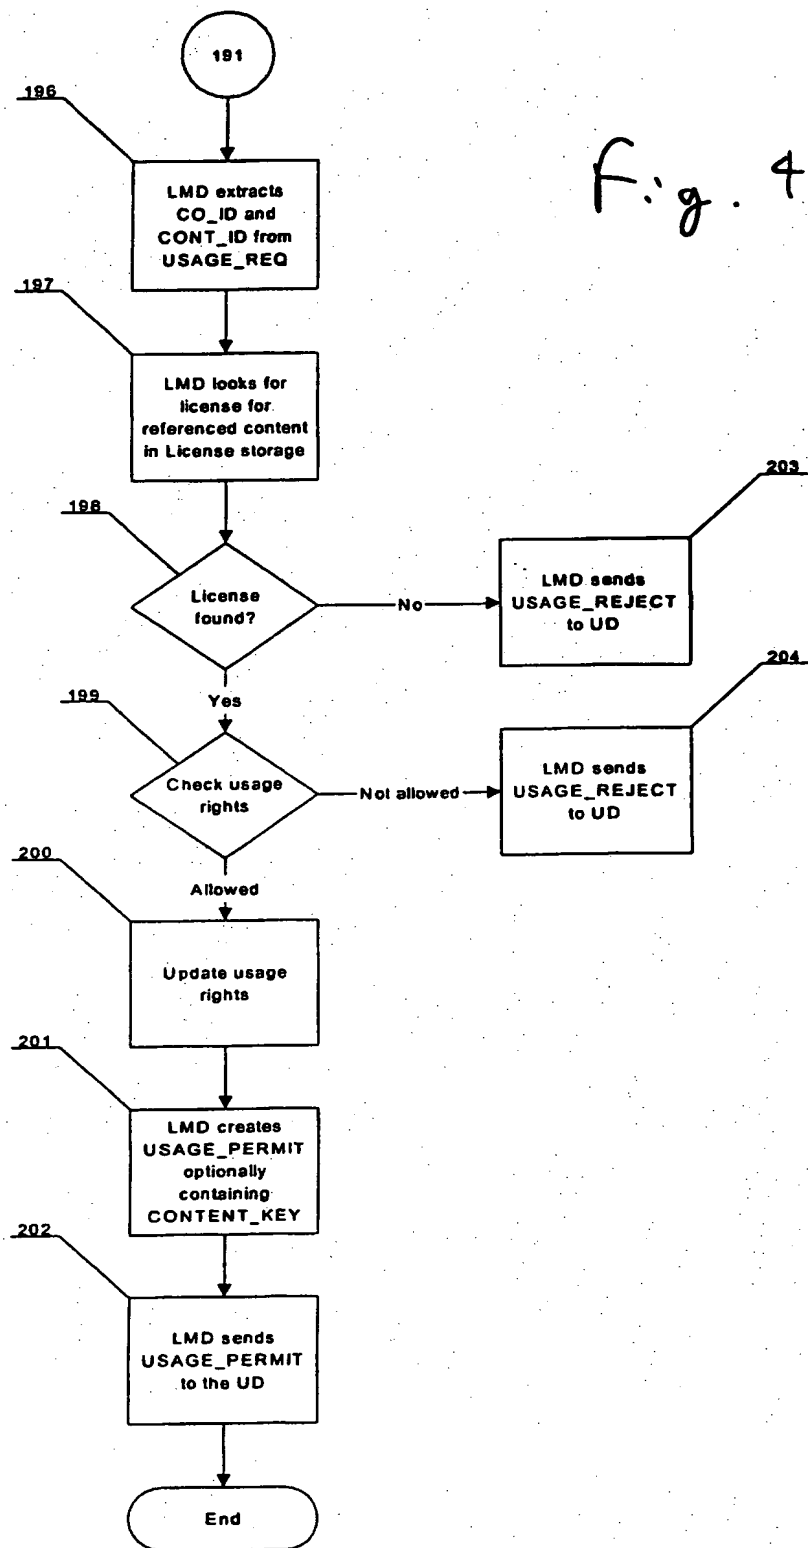 191
196
Fig. 4
LMD extracts
CO_ID and
CONT_ID from
USAGE_REQ
197
LMD looks for
license for
referenced content
in License storage
203
198
LMD sends
USAGE_REJECT
to UD
License
found?
No
204
Yes
199
LMD sends
USAGE_REJECT
to UD
Check usage
rights
Not allowed
200
Allowed
Update usage
rights
201
LMD creates
USAGE_PERMIT
optionally
containing
CONTENT_KEY
202
LMD sends
USAGE_PERMIT
to the UD
End